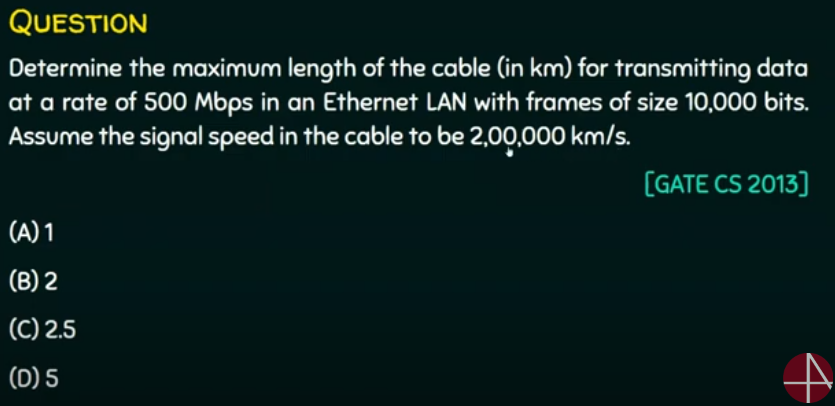 QUESTION
Determine the maximum length of the cable (in km) for transmitting data
at a rate of 500 Mbps in an Ethernet LAN with frames of size 10,000 bits.
Assume the signal speed in the cable to be 2,00,000 km/s.
[GATE CS 2013]
(A) 1
(B) 2
(C) 2.5
(D) 5